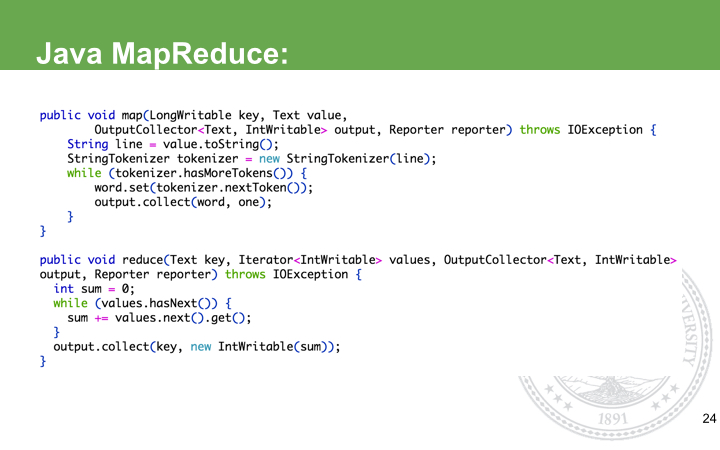 Java MapReduce:
public void map(LongWritable key, Text value,
OutputCollector<Text, IntWritable> output, Reporter reporter) throws IOException {
String line = value.toString();
StringTokenizer tokenizer = new StringTokenizer(line);
while (tokenizer.hasMoreTokens()) {
word.set(tokenizer.nextToken());
output.collect(word, one);
}
}
public void reduce(Text key, Iterator<IntWritable> values, OutputCollector<Text, IntWritable>
output, Reporter reporter) throws IOException {
int sum = 0;
while (values.hasNext()) {
sum += values.next().get();
}
output.collect(key, new IntWritable(sum));
}
1891
24